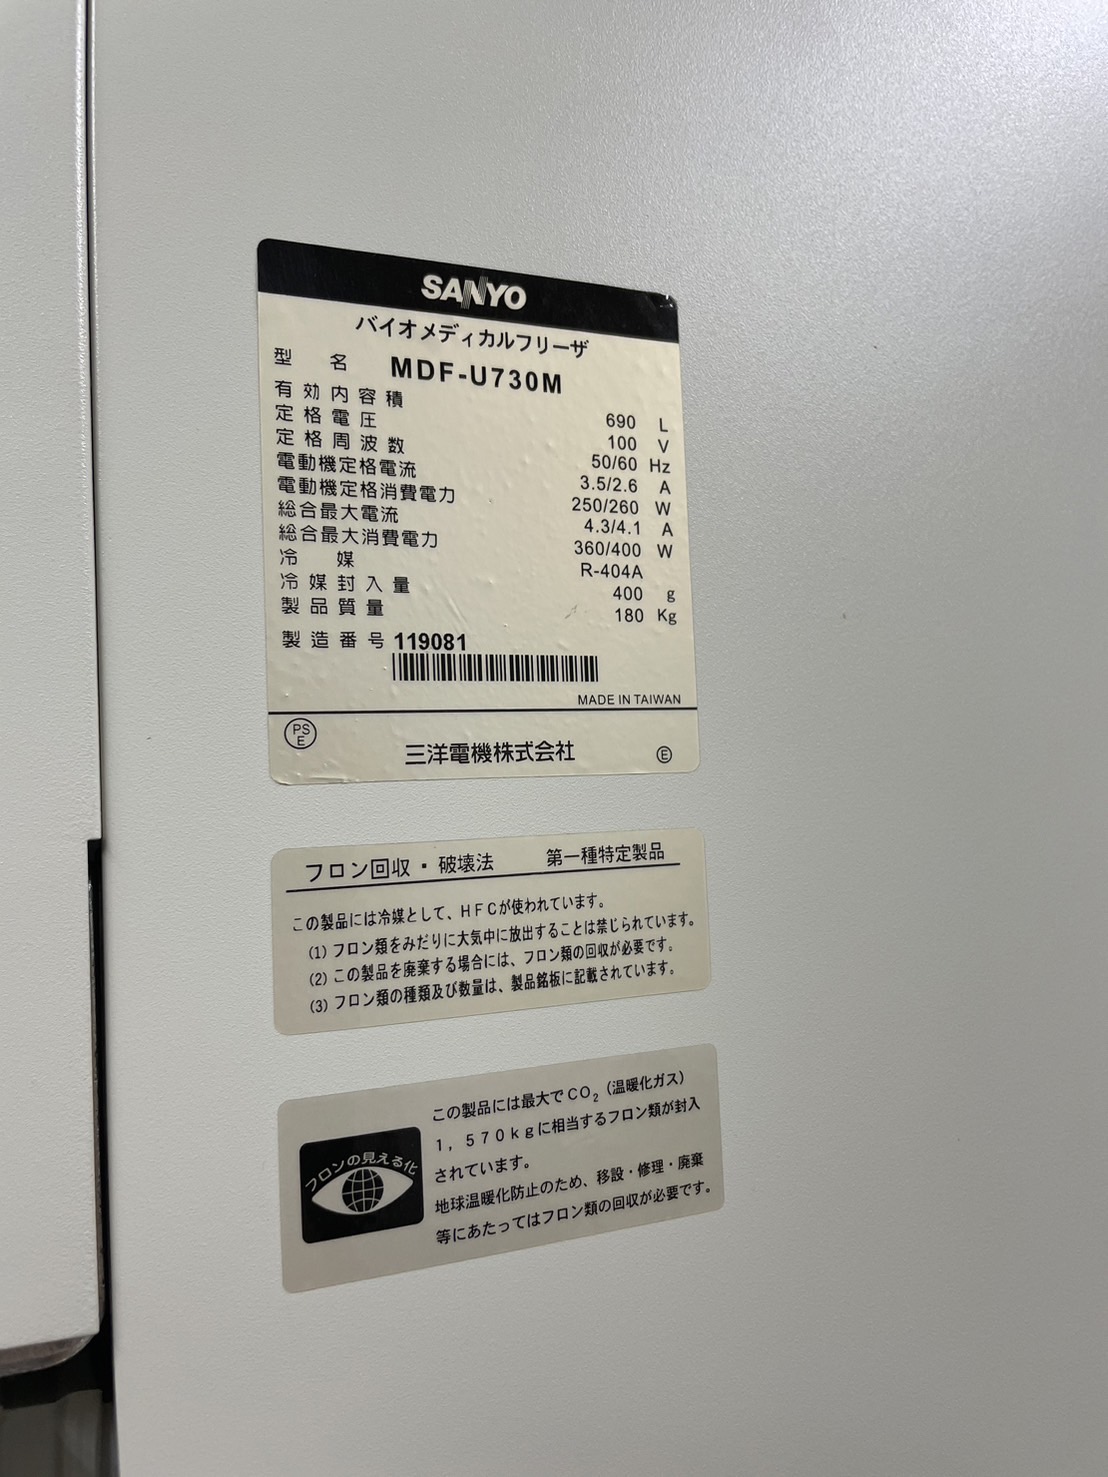 SANYO
バイオメディカルフリーザ
型名 MDF-U730M
有効内容積 690 L
定格電圧 100 V
定格周波数 50/60 Hz
電動機定格電流 3.5/2.6 A
電動機定格消費電力 250/260 W
総合最大電流 4.3/4.1 A
総合最大消費電力 360/400 W
冷媒 R-404A
冷媒封入量 400 g
製品質量 180 Kg
製造番号 119081
MADE IN TAIWAN
PS
E
三洋電機株式会社 E
フロン回収・破壊法 第一種特定製品
この製品には冷媒として、HFCが使われています。
(1) フロン類をみだりに大気中に放出することは禁じられています。
(2) この製品を廃棄する場合には、フロン類の回収が必要です。
(3) フロン類の種類及び数量は、製品銘板に記載されています。
フロンの見える化
この製品には最大でCO₂（温暖化ガス）
1，570kgに相当するフロン類が封入
されています。
地球温暖化防止のため、移設・修理・廃棄
等にあたってはフロン類の回収が必要です。